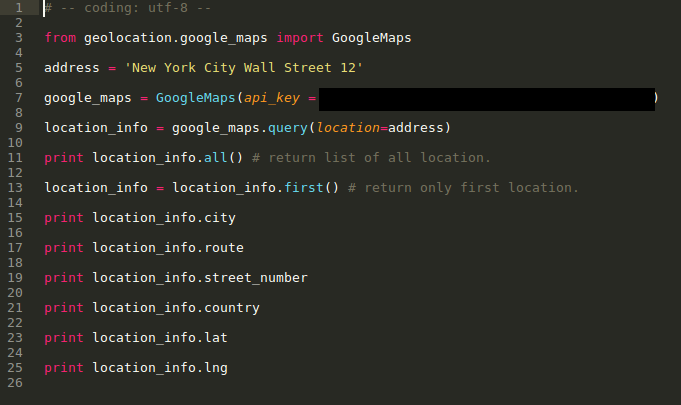 1 # -- coding: utf-8 --
2
3 from geolocation.google_maps import GoogleMaps
4
5 address = 'New York City Wall Street 12'
6
7 google_maps = GoogleMaps(api_key = )
8
9 location_info = google_maps.query(location=address)
10
11 print location_info.all() # return list of all location.
12
13 location_info = location_info.first() # return only first location.
14
15 print location_info.city
16
17 print location_info.route
18
19 print location_info.street_number
20
21 print location_info.country
22
23 print location_info.lat
24
25 print location_info.lng
26